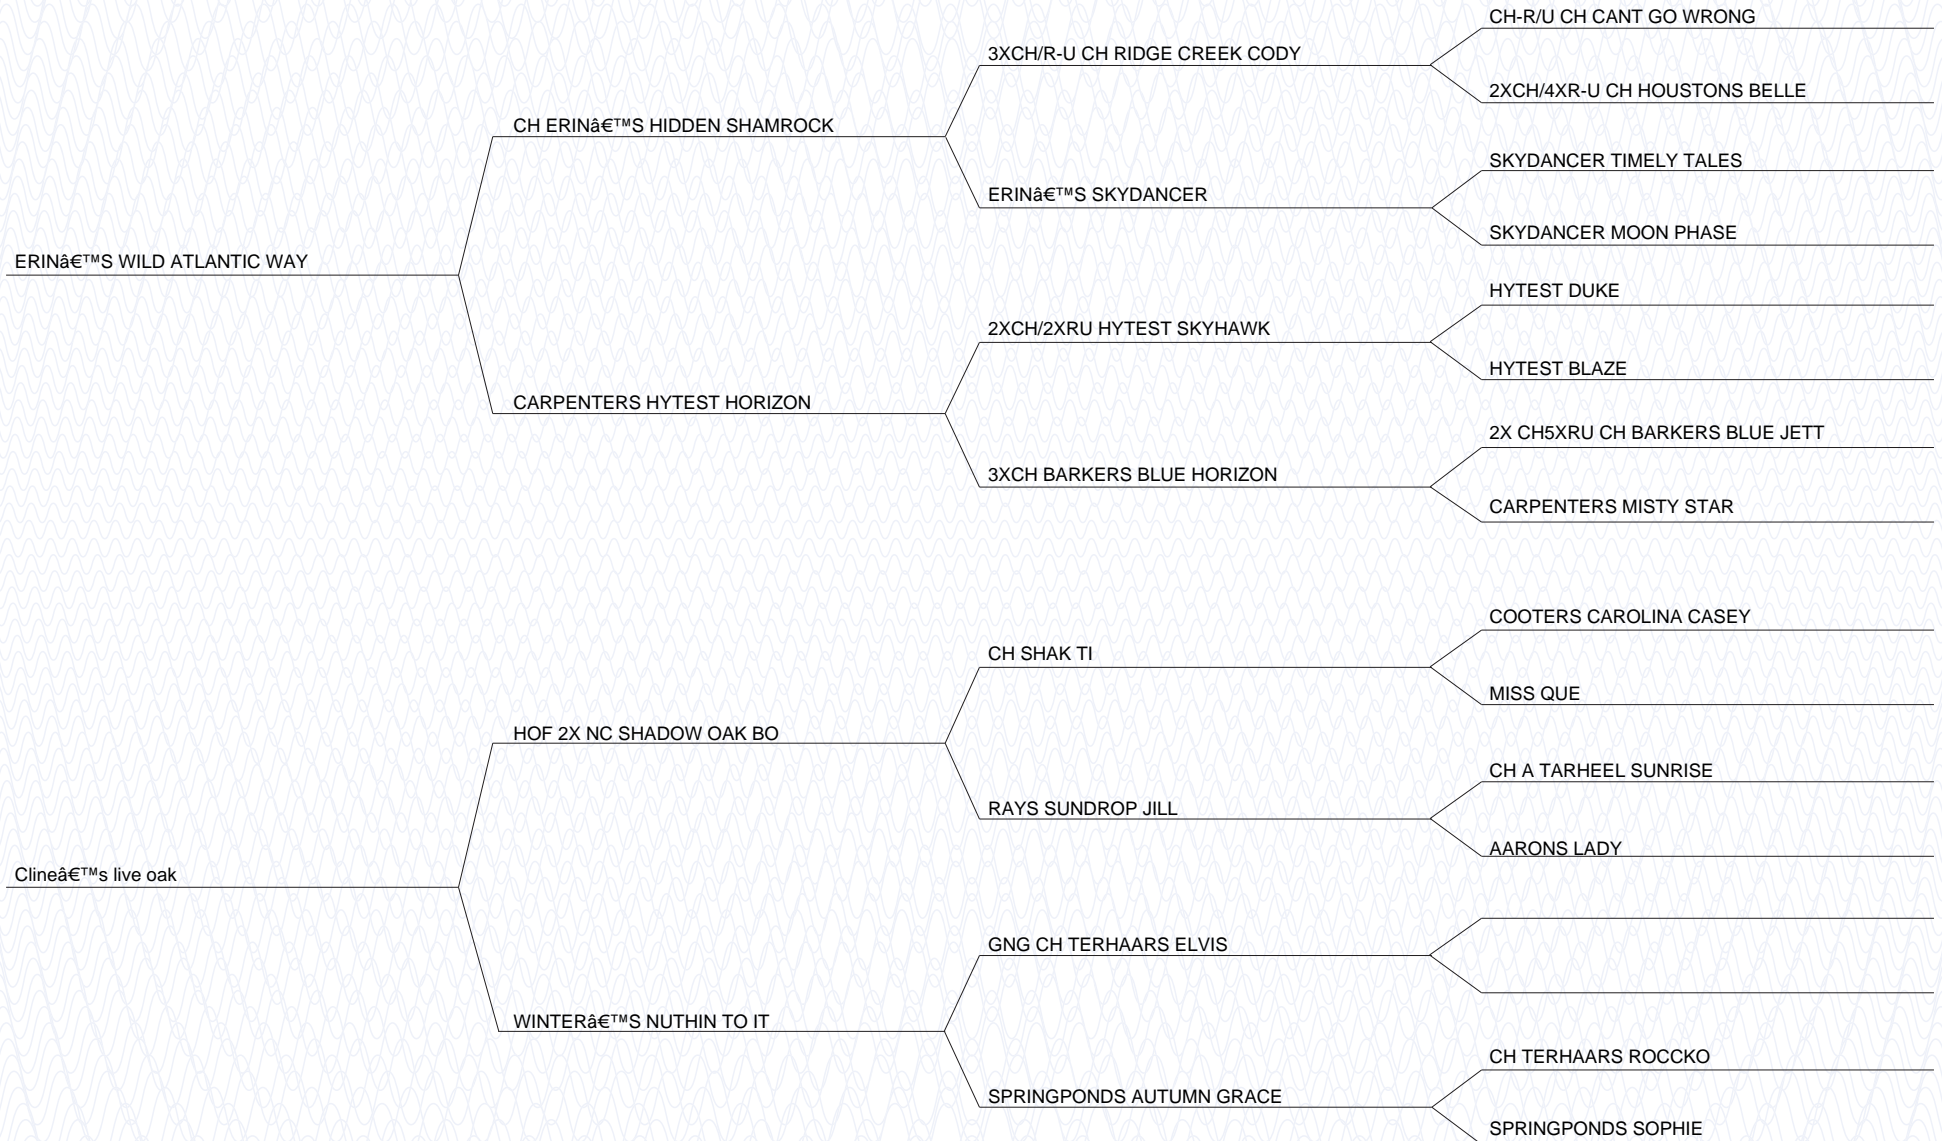 CH-R/U CH CANT GO WRONG
3XCH/R-U CH RIDGE CREEK CODY
2XCH/4XR-U CH HOUSTONS BELLE
CH ERINâ€™S HIDDEN SHAMROCK
SKYDANCER TIMELY TALES
ERINâ€™S SKYDANCER
SKYDANCER MOON PHASE
ERINâ€™S WILD ATLANTIC WAY
HYTEST DUKE
2XCH/2XRU HYTEST SKYHAWK
HYTEST BLAZE
CARPENTERS HYTEST HORIZON
2X CH5XRU CH BARKERS BLUE JETT
3XCH BARKERS BLUE HORIZON
CARPENTERS MISTY STAR
COOTERS CAROLINA CASEY
CH SHAK TI
MISS QUE
HOF 2X NC SHADOW OAK BO
CH A TARHEEL SUNRISE
RAYS SUNDROP JILL
AARONS LADY
Clineâ€™s live oak
GNG CH TERHAARS ELVIS
WINTERâ€™S NUTHIN TO IT
CH TERHAARS ROCCKO
SPRINGPONDS AUTUMN GRACE
SPRINGPONDS SOPHIE